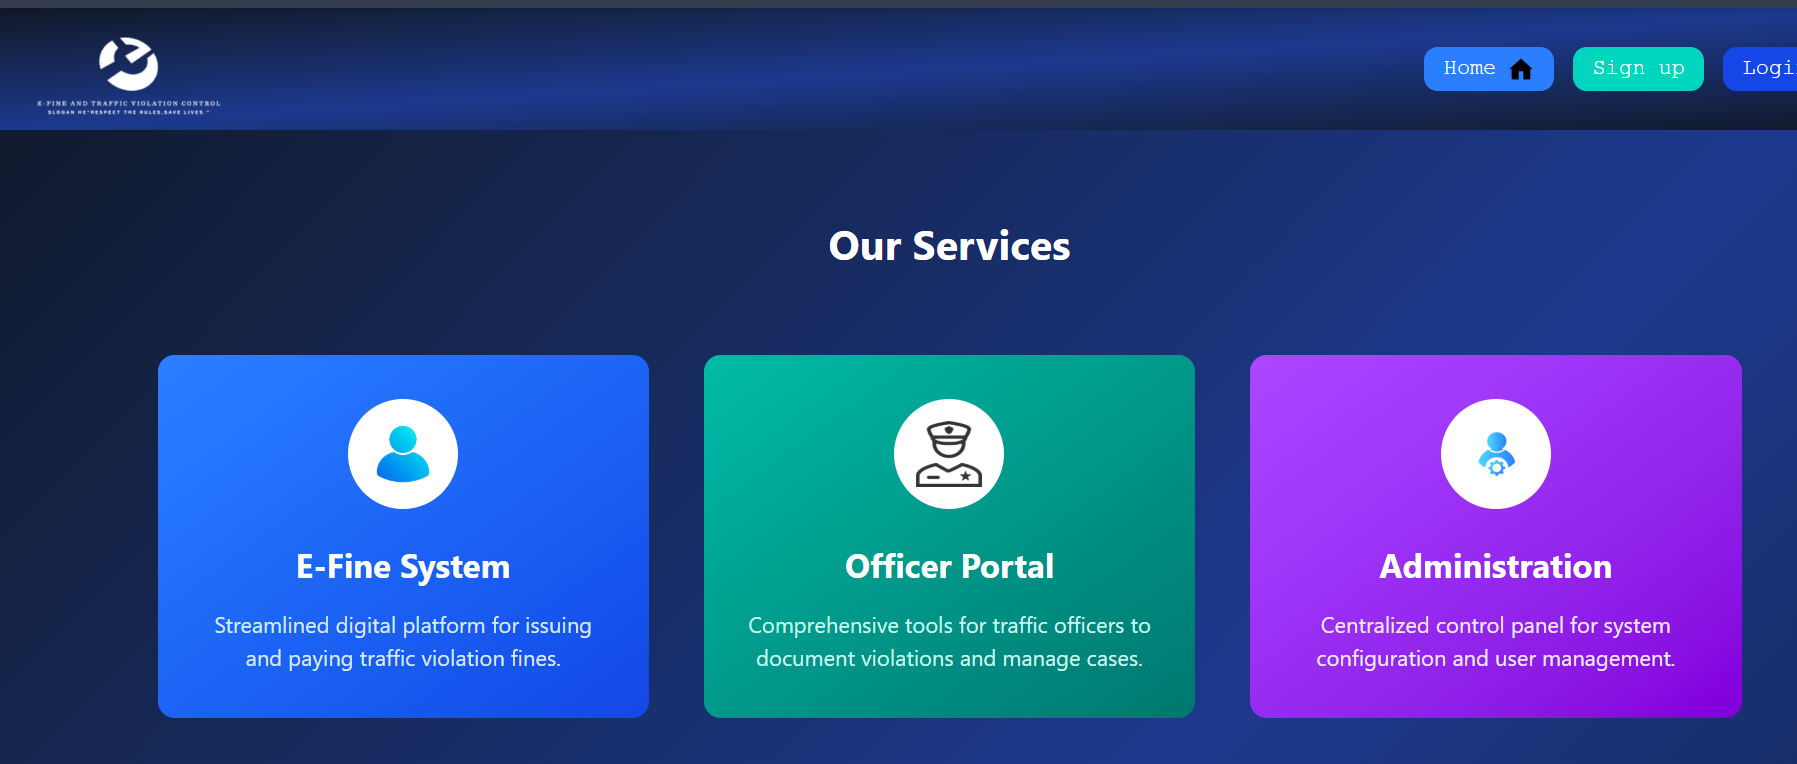 E-FINE AND TRAFFIC VIOLATION CONTROL
SLOGAN HE"RESPECT THE RULES,SAVE LIVES."
Home
Sign up
Logi
Our Services
E-Fine System
Streamlined digital platform for issuing
and paying traffic violation fines.
Officer Portal
Comprehensive tools for traffic officers to
document violations and manage cases.
Administration
Centralized control panel for system
configuration and user management.